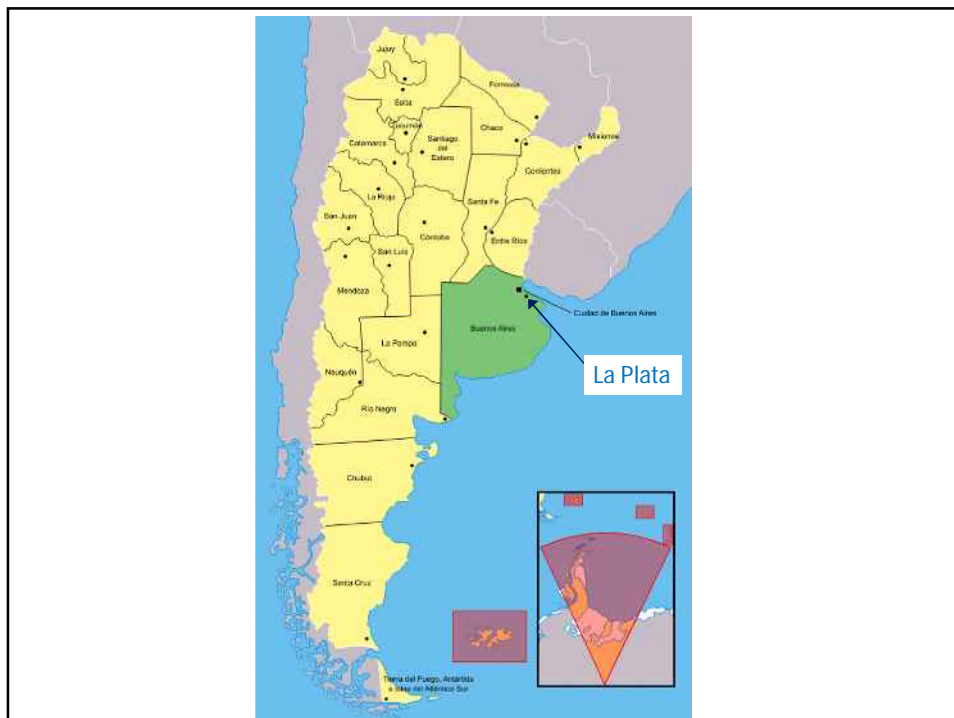 Jujuy
Formosa
Salta
Tucumán
Chaco
Misiones
Catamarca
Santiago
del
Estero
Corrientes
La Rioja
Santa Fe
San Juan
Córdoba
Entre Ríos
San Luis
Mendoza
Ciudad de Buenos Aires
Buenos Aires
La Pampa
La Plata
Neuquén
Río Negro
Chubut
Santa Cruz
Tierra del Fuego, Antártida
e Islas del Atlántico Sur